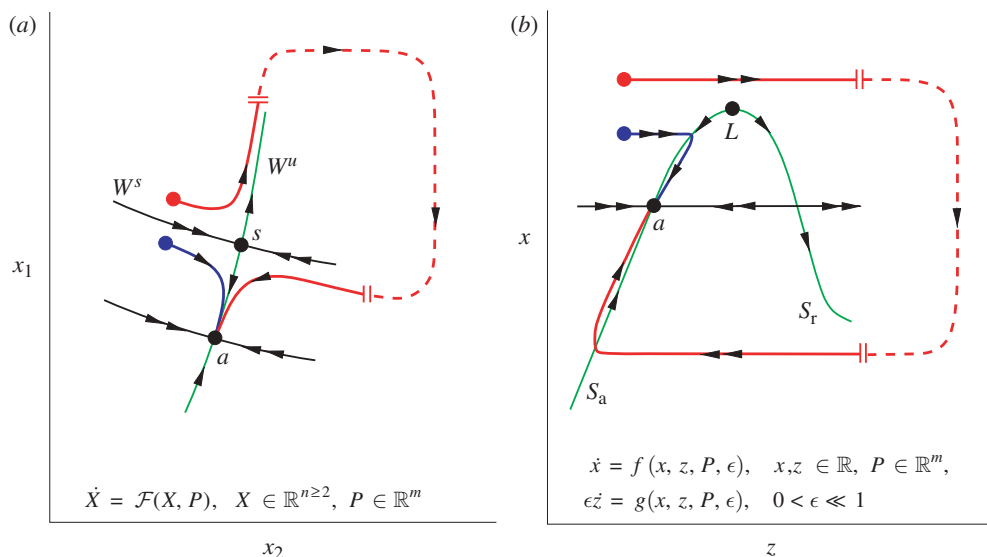 (a)
W^u
W^s
s
x_1
a
Ẋ = ℱ(X, P), X ∈ ℝ^{n≥2}, P ∈ ℝ^m
x_2
(b)
L
x
a
S_r
S_a
ẋ = f (x, z, P, ϵ), x,z ∈ ℝ, P ∈ ℝ^m,
ϵż = g(x, z, P, ϵ), 0 < ϵ ≪ 1
z